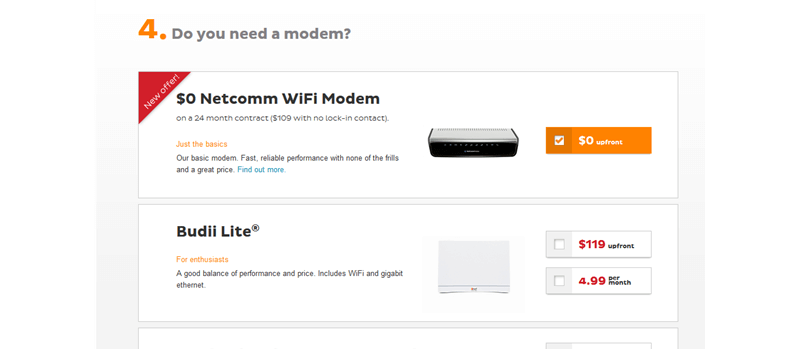 4. Do you need a modem?
New offer!
$0 Netcomm WiFi Modem
on a 24 month contract ($109 with no lock-in contact).
Just the basics
Our basic modem. Fast, reliable performance with none of the frills
and a great price. Find out more.
$0 upfront
Budii Lite®
For enthusiasts
A good balance of performance and price. Includes WiFi and gigabit
ethernet.
$119 upfront
4.99 per
month